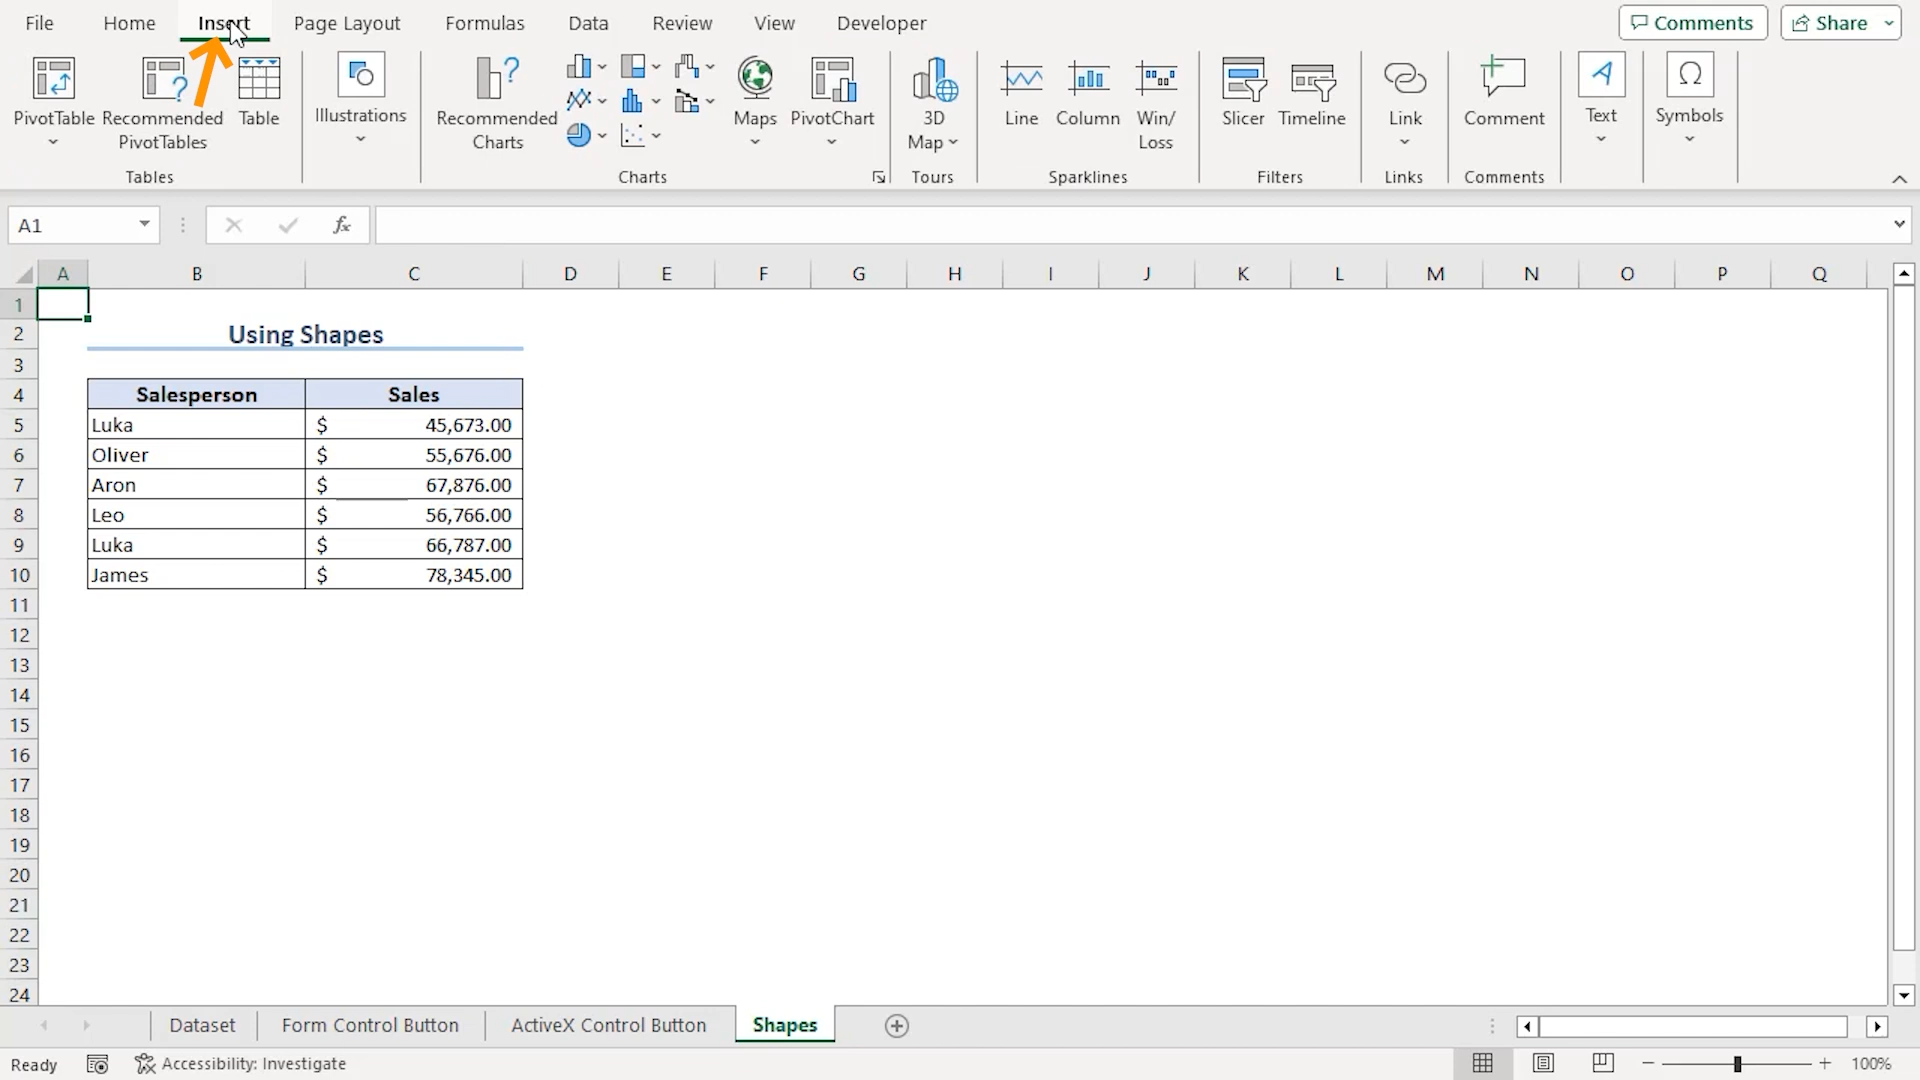 File Home Insert Page Layout Formulas Data Review View Developer Comments Share
PivotTable Recommended PivotTables Table Illustrations Recommended Charts Maps PivotChart 3D Map Line Column Win/Loss Slicer Timeline Link Comment Text Symbols
Tables Charts Tours Sparklines Filters Links Comments
A1 fx
A B C D E F G H I J K L M N O P Q
1
2 Using Shapes
3
4 Salesperson Sales
5 Luka $ 45,673.00
6 Oliver $ 55,676.00
7 Aron $ 67,876.00
8 Leo $ 56,766.00
9 Luka $ 66,787.00
10 James $ 78,345.00
11
12
13
14
15
16
17
18
19
20
21
22
23
24
Dataset Form Control Button ActiveX Control Button Shapes
Ready Accessibility: Investigate 100%